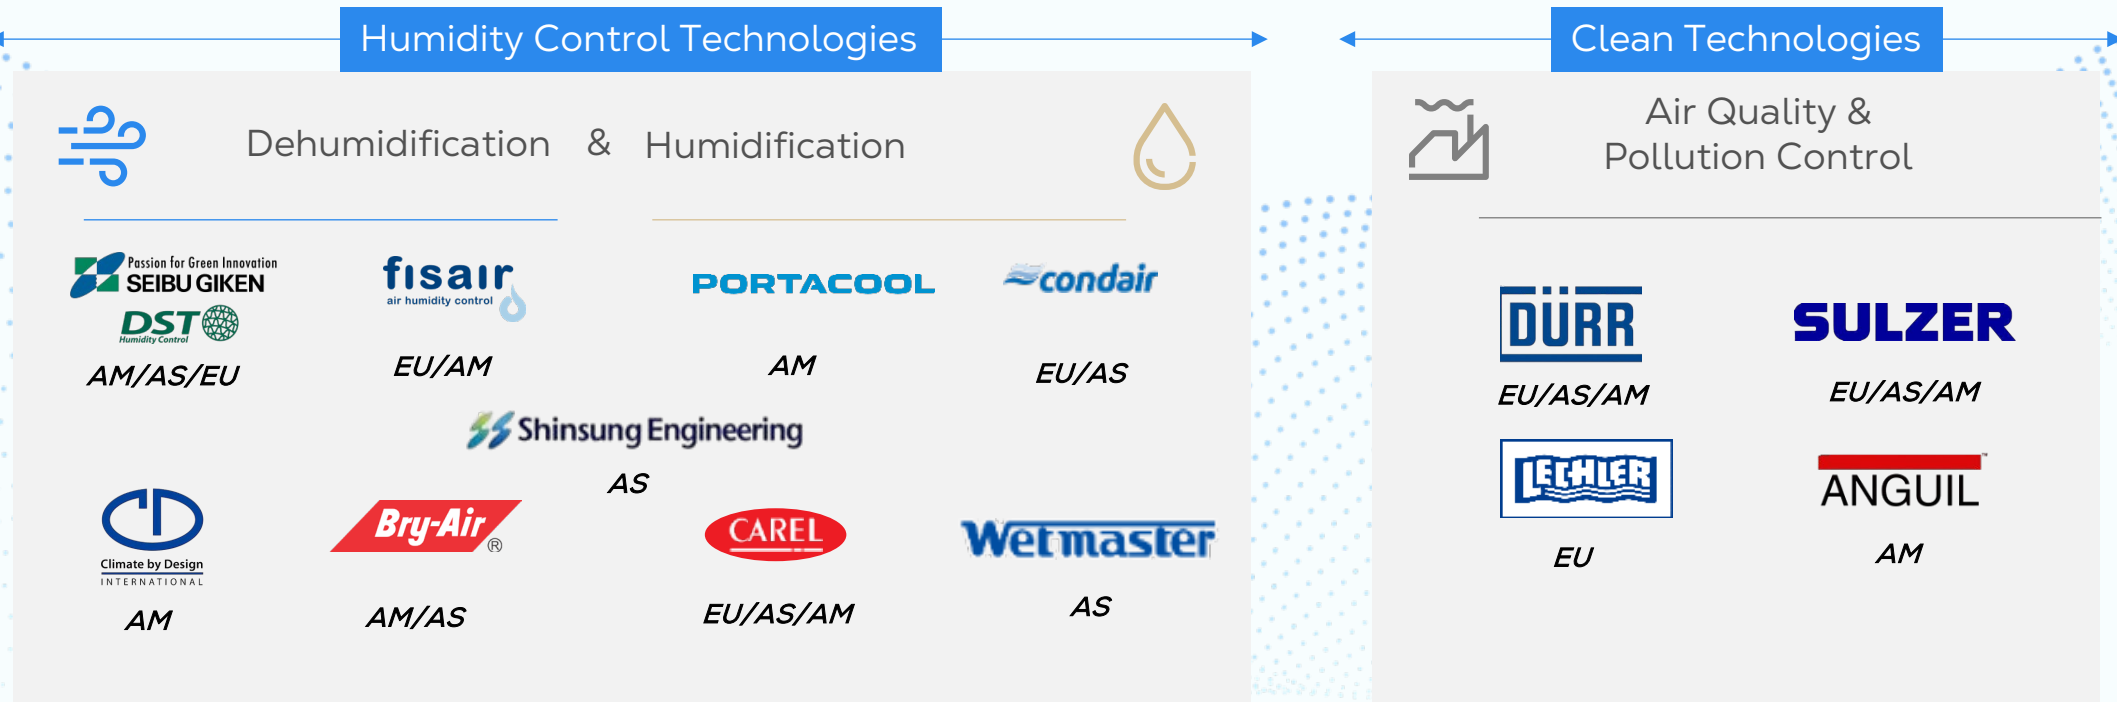 Humidity Control Technologies
Dehumidification & Humidification
Passion for Green Innovation
SEIBU GIKEN
DST
Humidity Control
AM/AS/EU
fısaır
air humidity control
EU/AM
PORTACOOL
AM
condair
EU/AS
Shinsung Engineering
AS
Climate by Design
INTERNATIONAL
AM
Bry-Air ®
AM/AS
CAREL
EU/AS/AM
Wetmaster
AS
Clean Technologies
Air Quality &
Pollution Control
DÜRR
EU/AS/AM
SULZER
EU/AS/AM
LECHLER
EU
ANGUIL™
AM